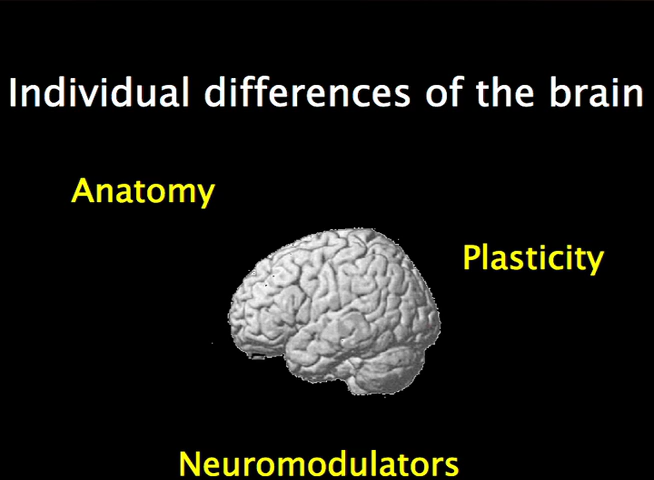 Individual differences of the brain
Anatomy
Plasticity
Neuromodulators